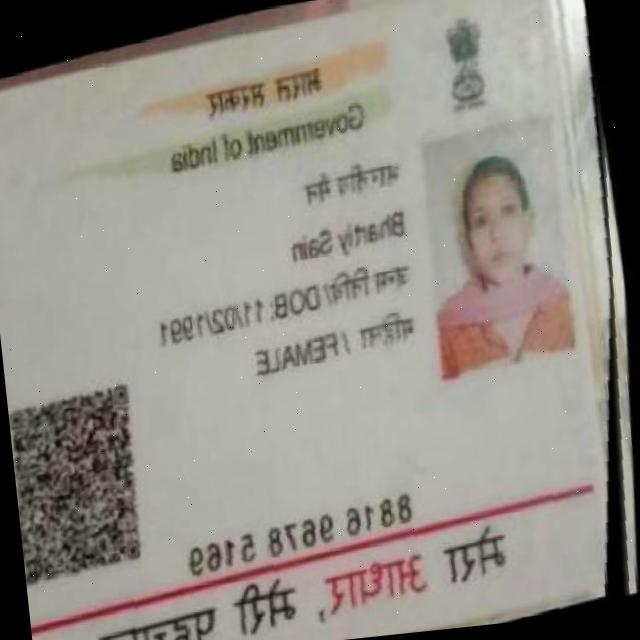 भारत सरकार
Government of India
भारतीय सैन
Bhartiy Sain
जन्म तिथि/DOB: 11/02/1991
महिला / FEMALE
8816 9678 5169
मेरा आधार, मेरी पहचान